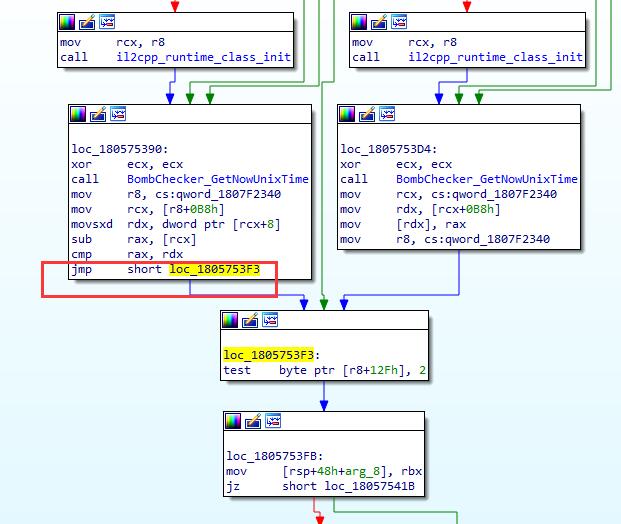 mov     rcx, r8
call    il2cpp_runtime_class_init
mov     rcx, r8
call    il2cpp_runtime_class_init
loc_180575390:
xor     ecx, ecx
call    BombChecker_GetNowUnixTime
mov     r8, cs:qword_1807F2340
mov     rcx, [r8+0B8h]
movsxd  rdx, dword ptr [rcx+8]
sub     rax, [rcx]
cmp     rax, rdx
jmp     short loc_1805753F3
loc_1805753D4:
xor     ecx, ecx
call    BombChecker_GetNowUnixTime
mov     rcx, cs:qword_1807F2340
mov     rdx, [rcx+0B8h]
mov     [rdx], rax
mov     r8, cs:qword_1807F2340
loc_1805753F3:
test    byte ptr [r8+12Fh], 2
loc_1805753FB:
mov     [rsp+48h+arg_8], rbx
jz      short loc_18057541B